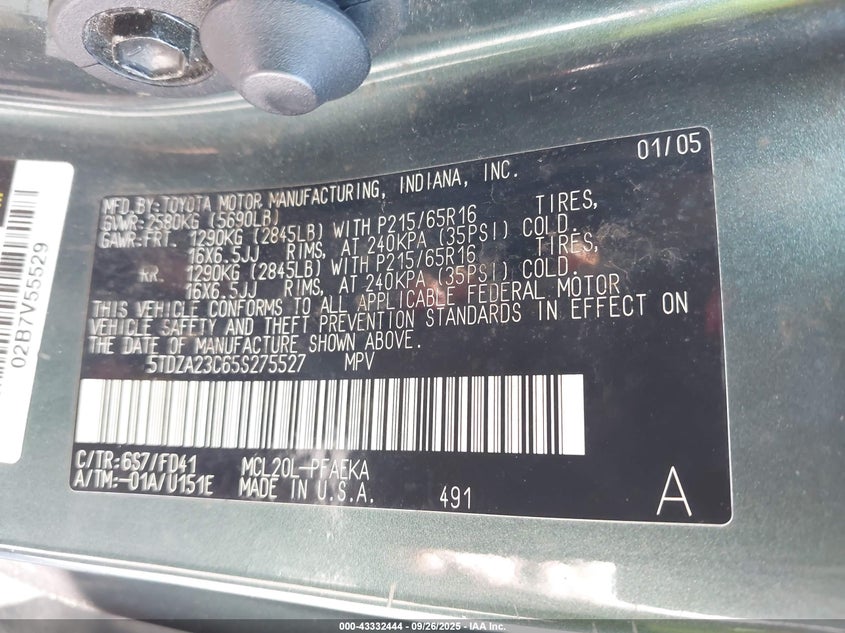 01/05
MFD.BY:TOYOTA MOTOR MANUFACTURING, INDIANA, INC.
GVWR:2580KG (5690LB)
GAWR:FRT. 1290KG (2845LB) WITH P215/65R16 TIRES,
16X6.5JJ RIMS, AT 240KPA (35PSI) COLD.
RR. 1290KG (2845LB) WITH P215/65R16 TIRES,
16X6.5JJ RIMS, AT 240KPA (35PSI) COLD.
THIS VEHICLE CONFORMS TO ALL APPLICABLE FEDERAL MOTOR
VEHICLE SAFETY AND THEFT PREVENTION STANDARDS IN EFFECT ON
THE DATE OF MANUFACTURE SHOWN ABOVE.
5TDZA23C65S275527 MPV
C/TR:6S7/FD41 MCL20L-PFAEKA
A/TM:-01A/U151E MADE IN U.S.A. 491 A
02B7V55529
000-43332444 - 09/26/2025 - © IAA Inc.